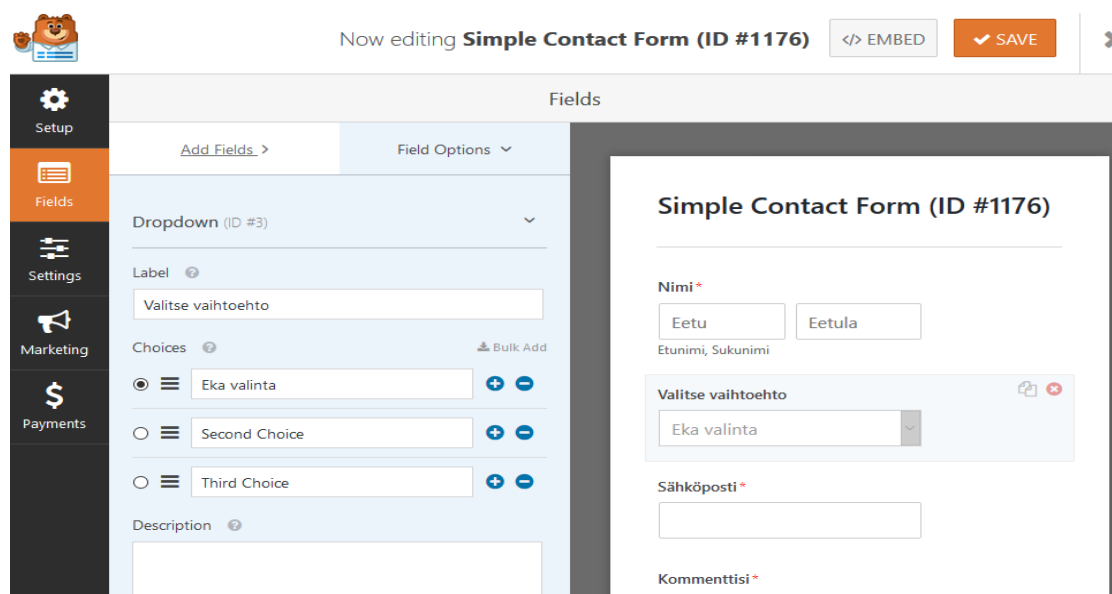 Now editing Simple Contact Form (ID #1176)
</> EMBED
SAVE
Setup
Fields
Settings
Marketing
Payments
Fields
Add Fields >
Field Options
Dropdown (ID #3)
Label
Valitse vaihtoehto
Choices
Bulk Add
Eka valinta
Second Choice
Third Choice
Description
Simple Contact Form (ID #1176)
Nimi *
Eetu
Eetula
Etunimi, Sukunimi
Valitse vaihtoehto
Eka valinta
Sähköposti *
Kommenttisi *